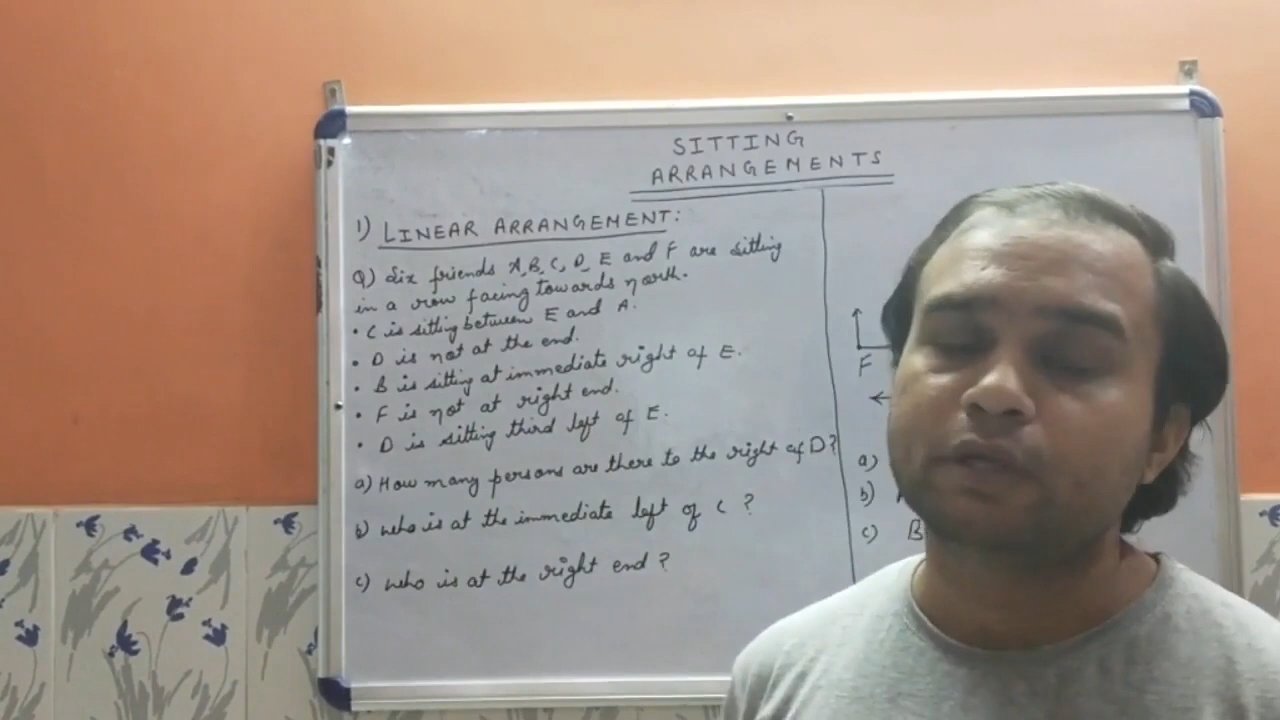 SITTING
ARRANGEMENTS
1) LINEAR ARRANGEMENT:
Q) Six friends A, B, C, D, E and F are sitting
in a row facing towards north.
• C is sitting between E and A.
• D is not at the end.
• B is sitting at immediate right of E.
• F is not at right end.
• D is sitting third left of E.
a) How many persons are there to the right of D?
b) who is at the immediate left of C ?
c) who is at the right end ?
F
a)
b)
c) B